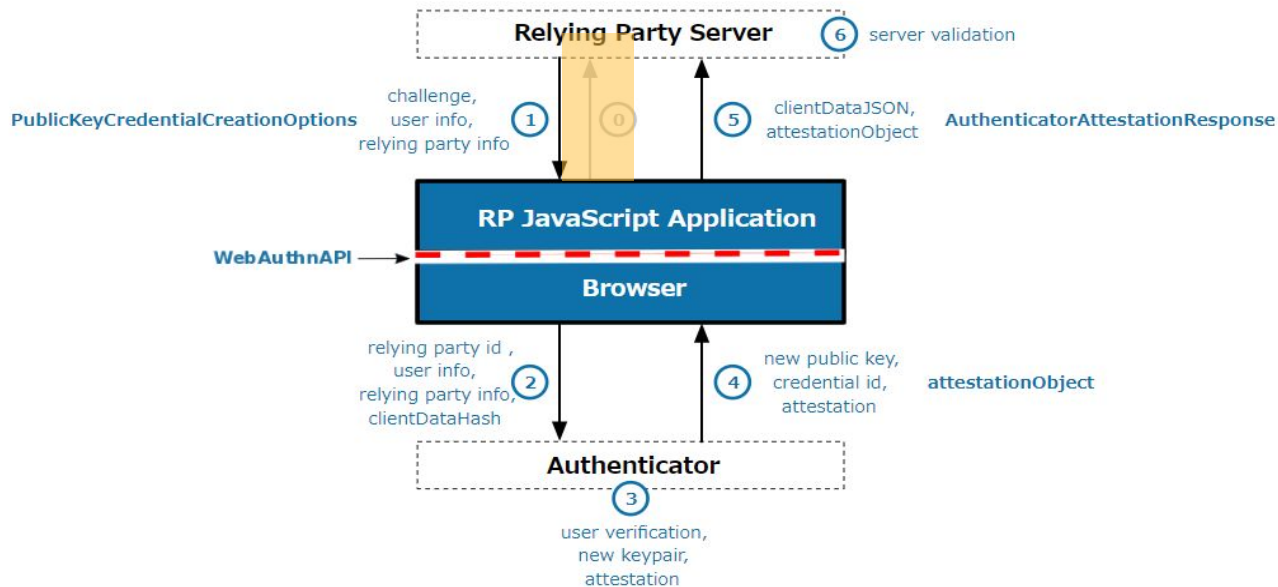 Relying Party Server
6 server validation
PublicKeyCredentialCreationOptions
challenge,
user info,
relying party info
1
0
5
clientDataJSON,
attestationObject
AuthenticatorAttestationResponse
RP JavaScript Application
WebAuthnAPI
Browser
relying party id ,
user info,
relying party info,
clientDataHash
2
4
new public key,
credential id,
attestation
attestationObject
Authenticator
3
user verification,
new keypair,
attestation